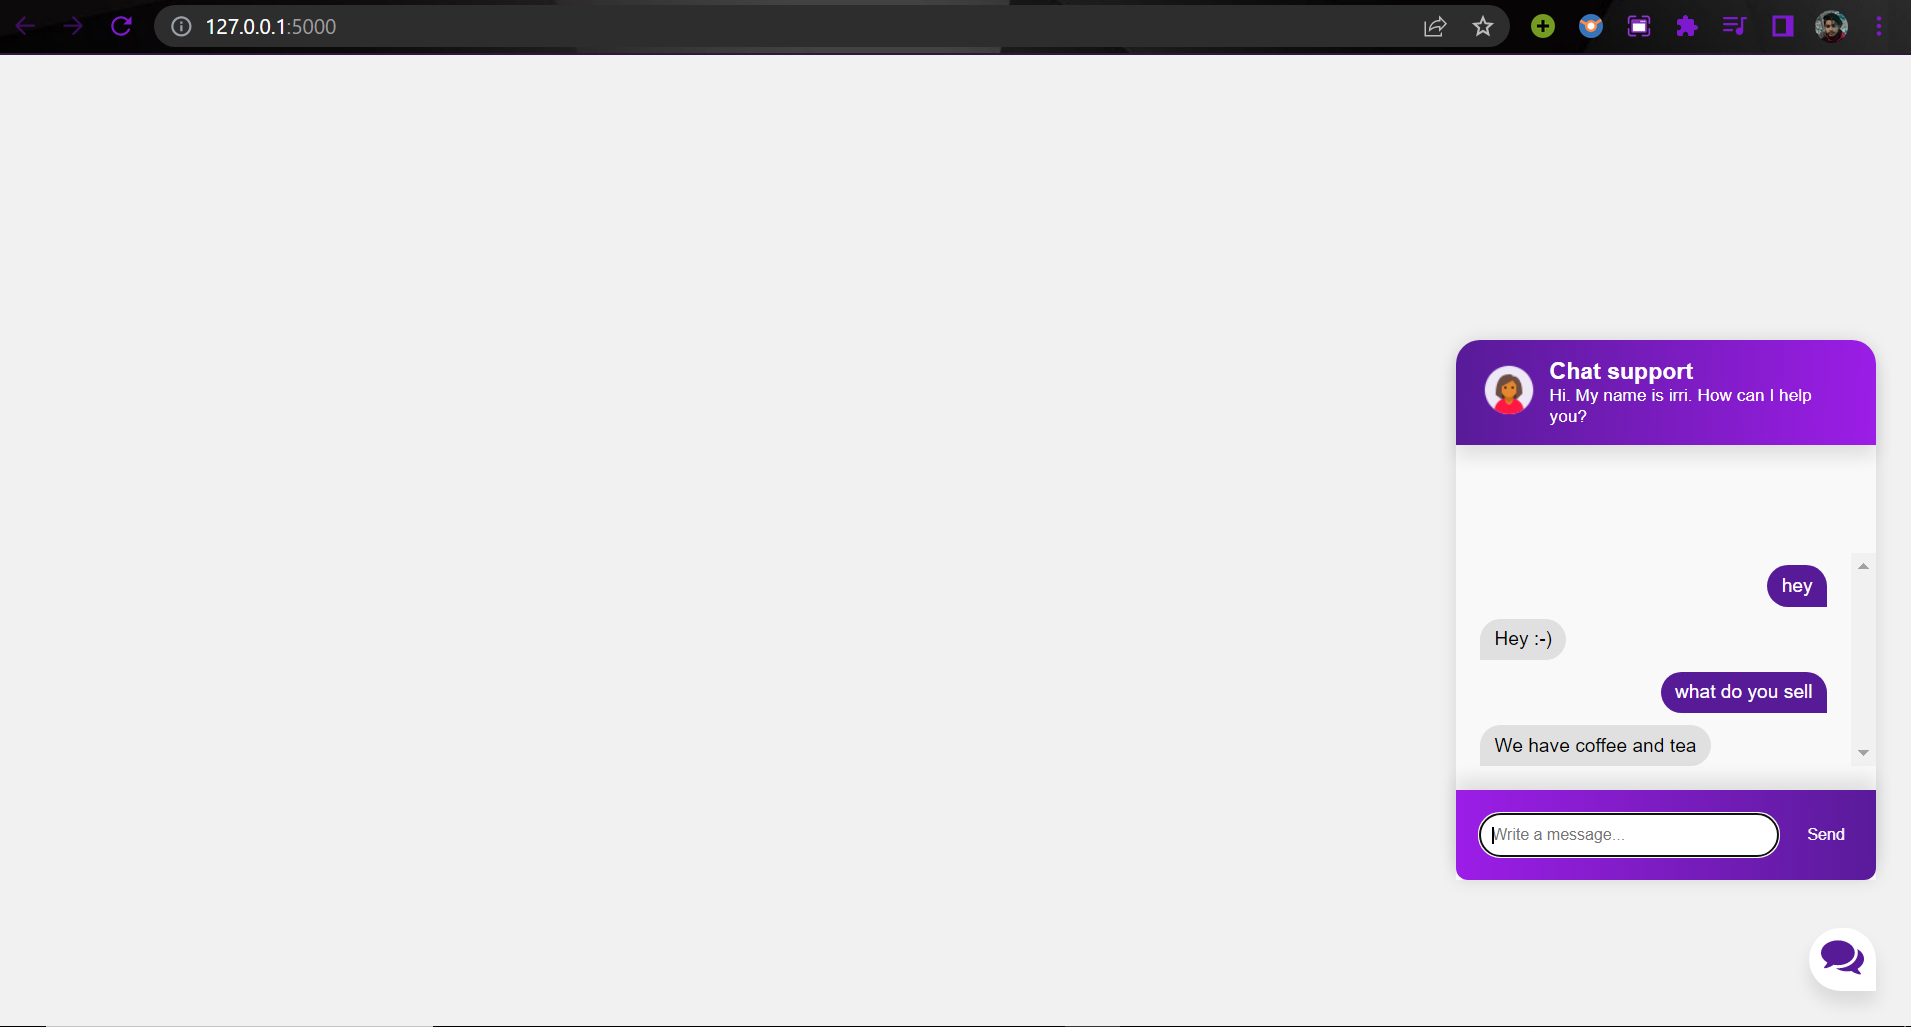 127.0.0.1:5000
Chat support
Hi. My name is irri. How can I help
you?
hey
Hey :-)
what do you sell
We have coffee and tea
Write a message...
Send